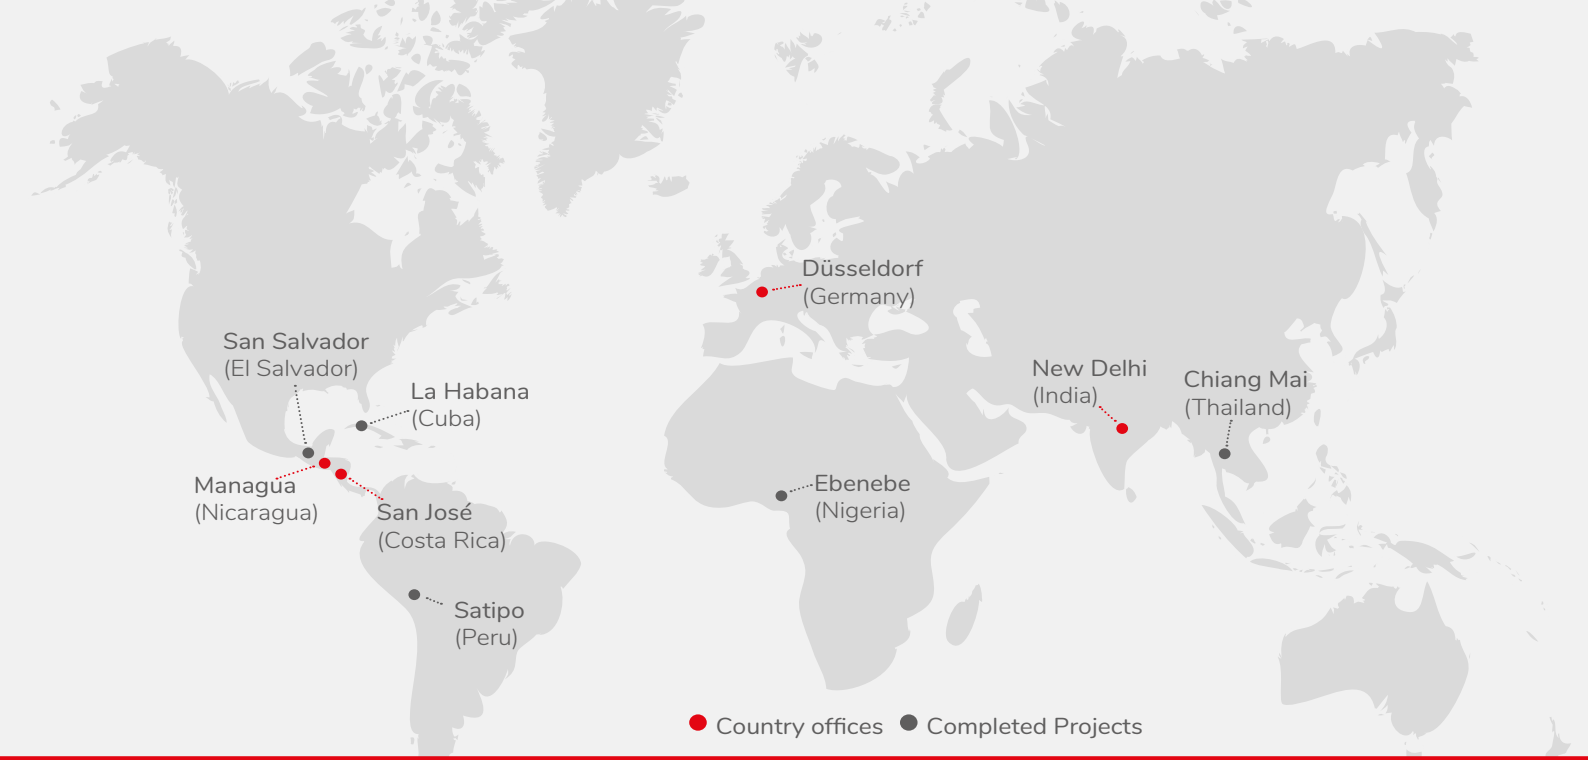 Düsseldorf
(Germany)
San Salvador
(El Salvador)
New Delhi
(India)
Chiang Mai
(Thailand)
La Habana
(Cuba)
Managua
(Nicaragua)
San José
(Costa Rica)
Ebenebe
(Nigeria)
Satipo
(Peru)
Country offices
Completed Projects